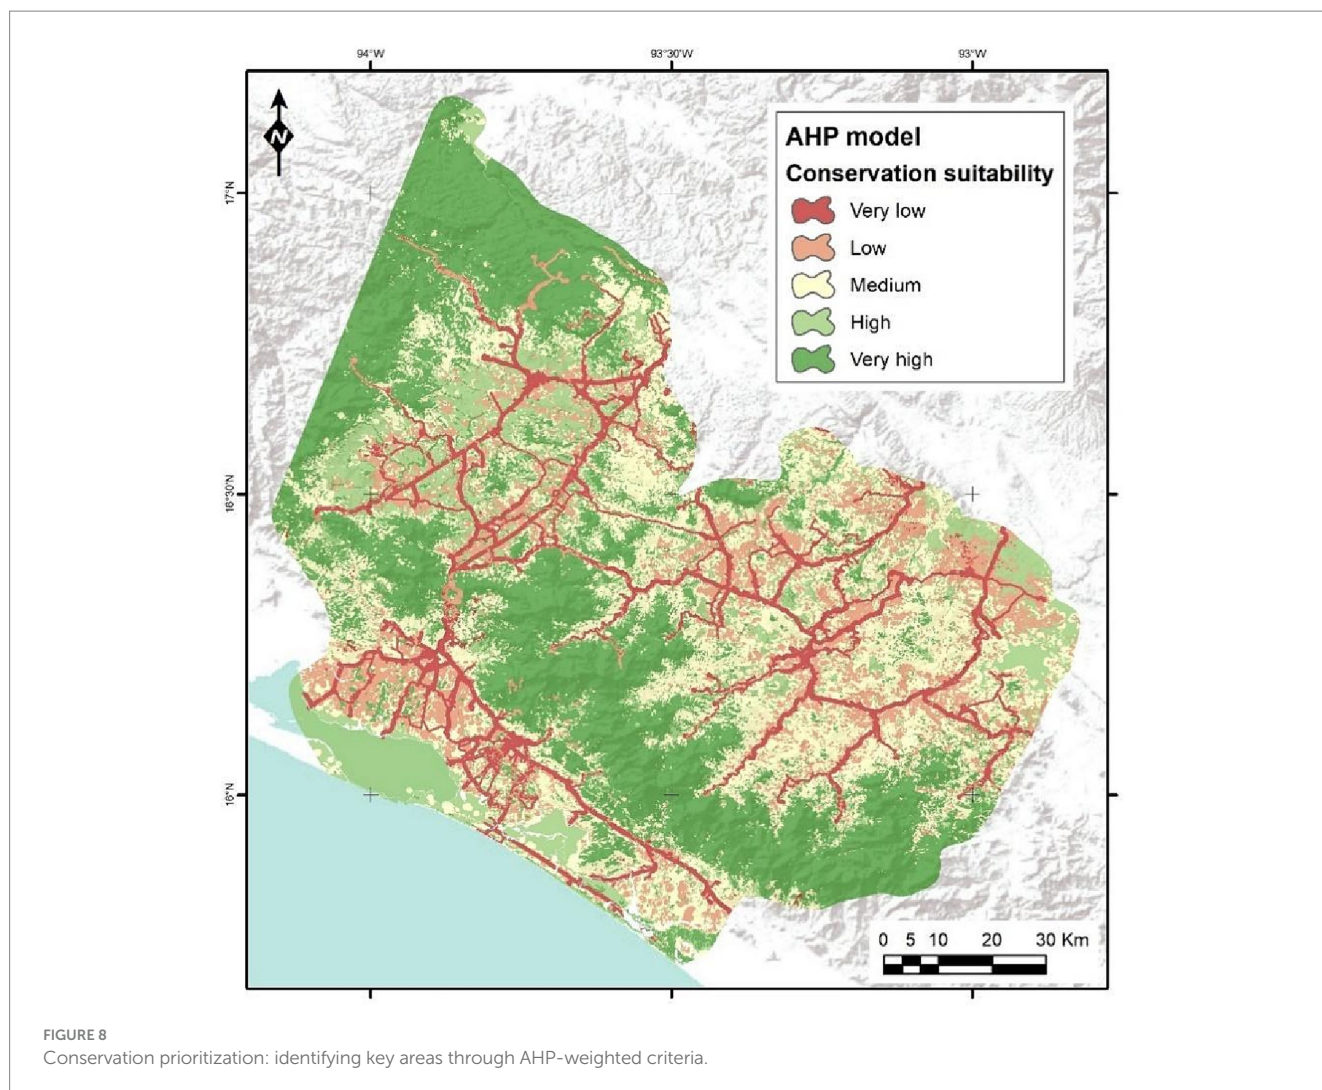 94°W 93°30'W 93°W
N
AHP model
Conservation suitability
Very low
Low
Medium
High
Very high
17°N
16°30'N
16°N
0 5 10 20 30 Km
FIGURE 8
Conservation prioritization: identifying key areas through AHP-weighted criteria.